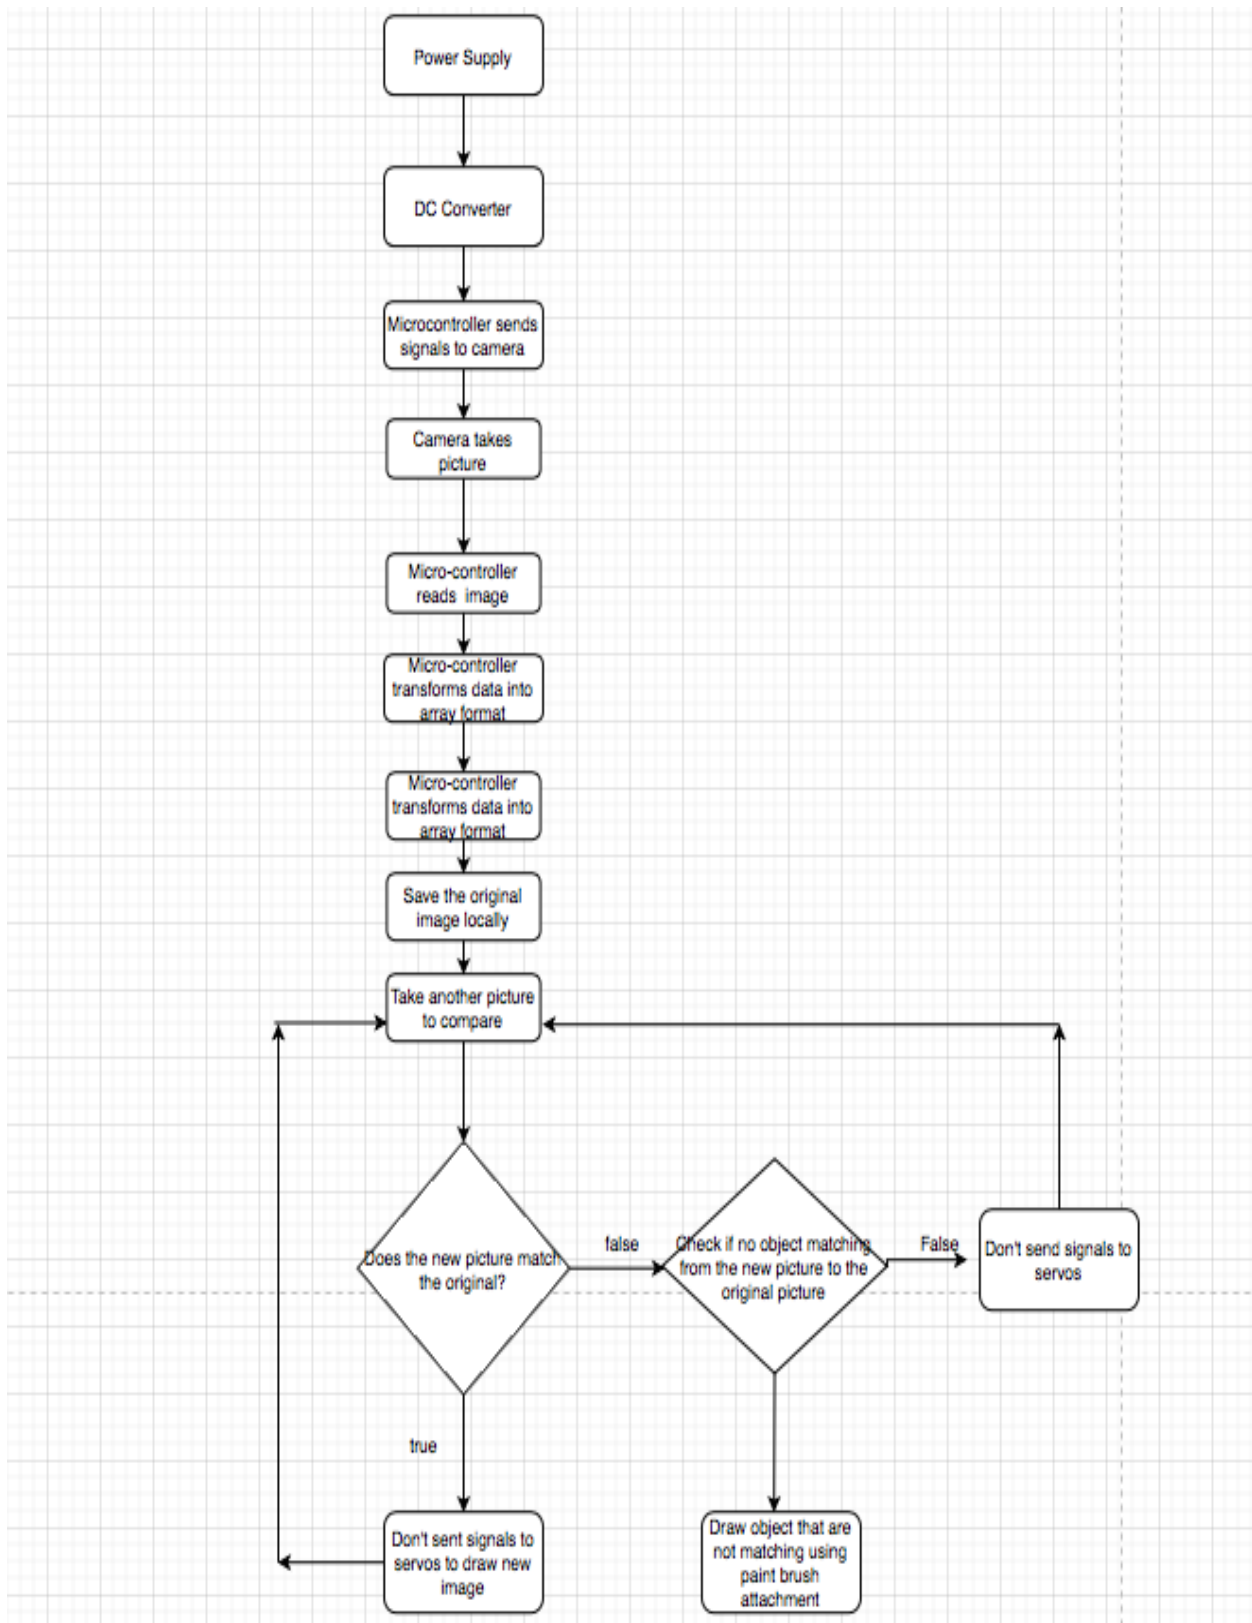 Power Supply
DC Converter
Microcontroller sends
signals to camera
Camera takes
picture
Micro-controller
reads image
Micro-controller
transforms data into
array format
Micro-controller
transforms data into
array format
Save the original
image locally
Take another picture
to compare
Does the new picture match
the original?
false
Check if no object matching
from the new picture to the
original picture
False
Don't send signals to
servos
true
Don't sent signals to
servos to draw new
image
Draw object that are
not matching using
paint brush
attachment